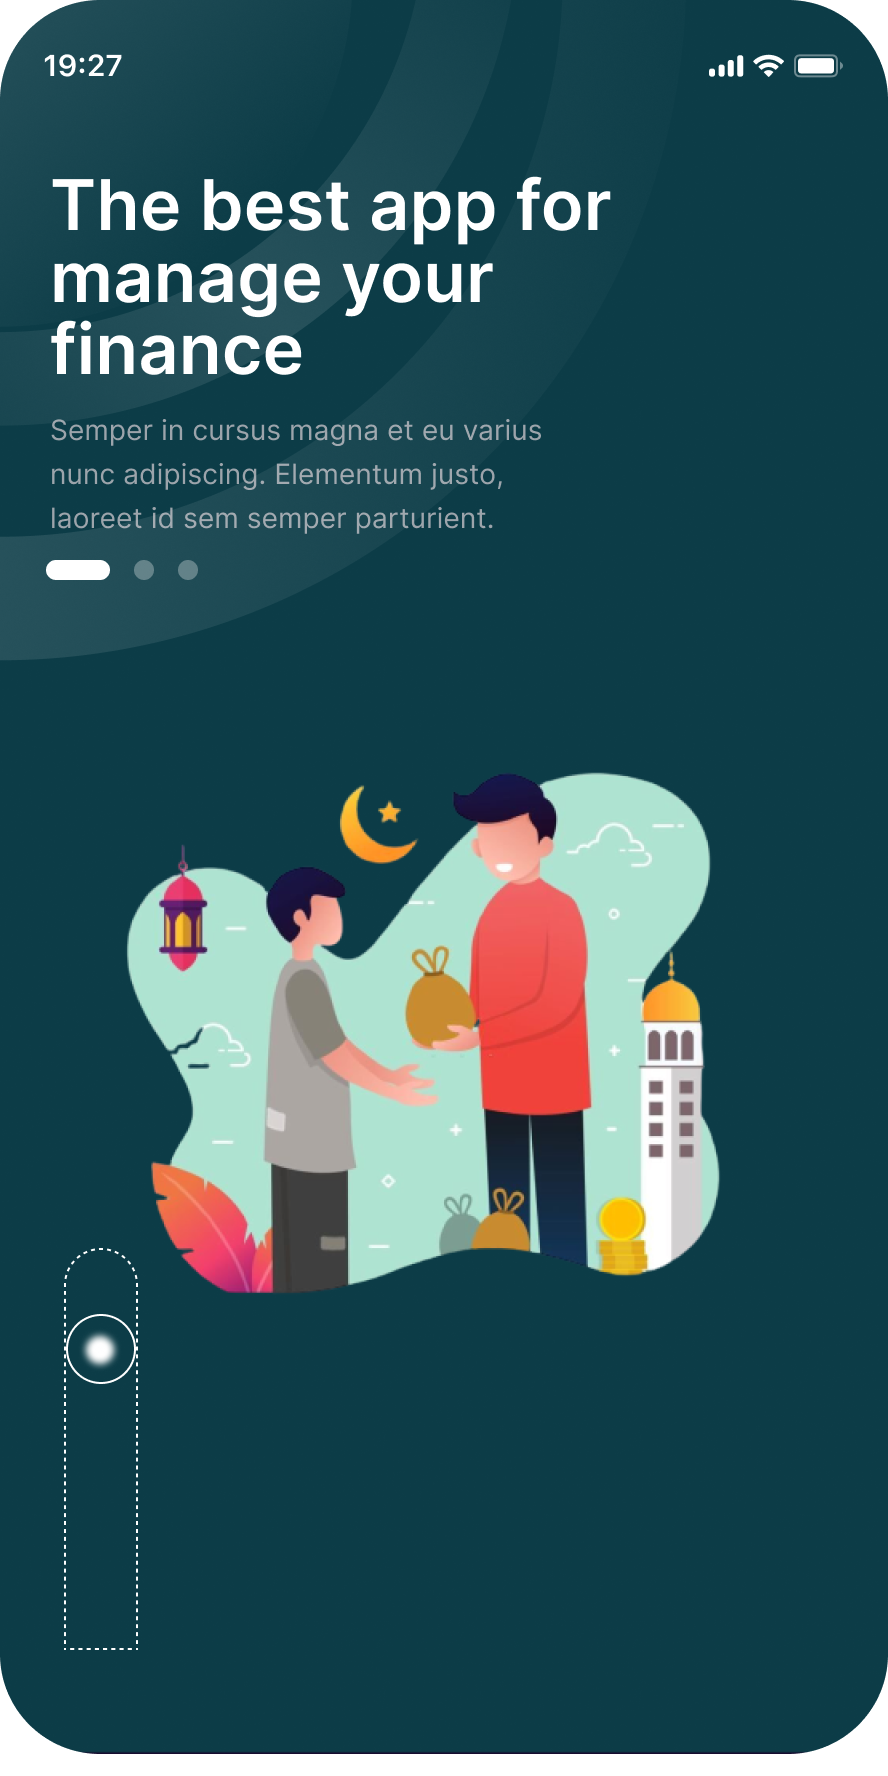 19:27
The best app for
manage your
finance
Semper in cursus magna et eu varius
nunc adipiscing. Elementum justo,
laoreet id sem semper parturient.